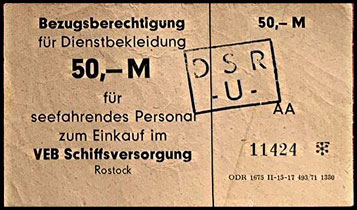 Bezugsberechtigung
für Dienstbekleidung
50,– M
für
seefahrendes Personal
zum Einkauf im
VEB Schiffsversorgung
Rostock
50,– M
DSR
-U-
AA
11424
ODR 1675 II-15-17 493/71 1380